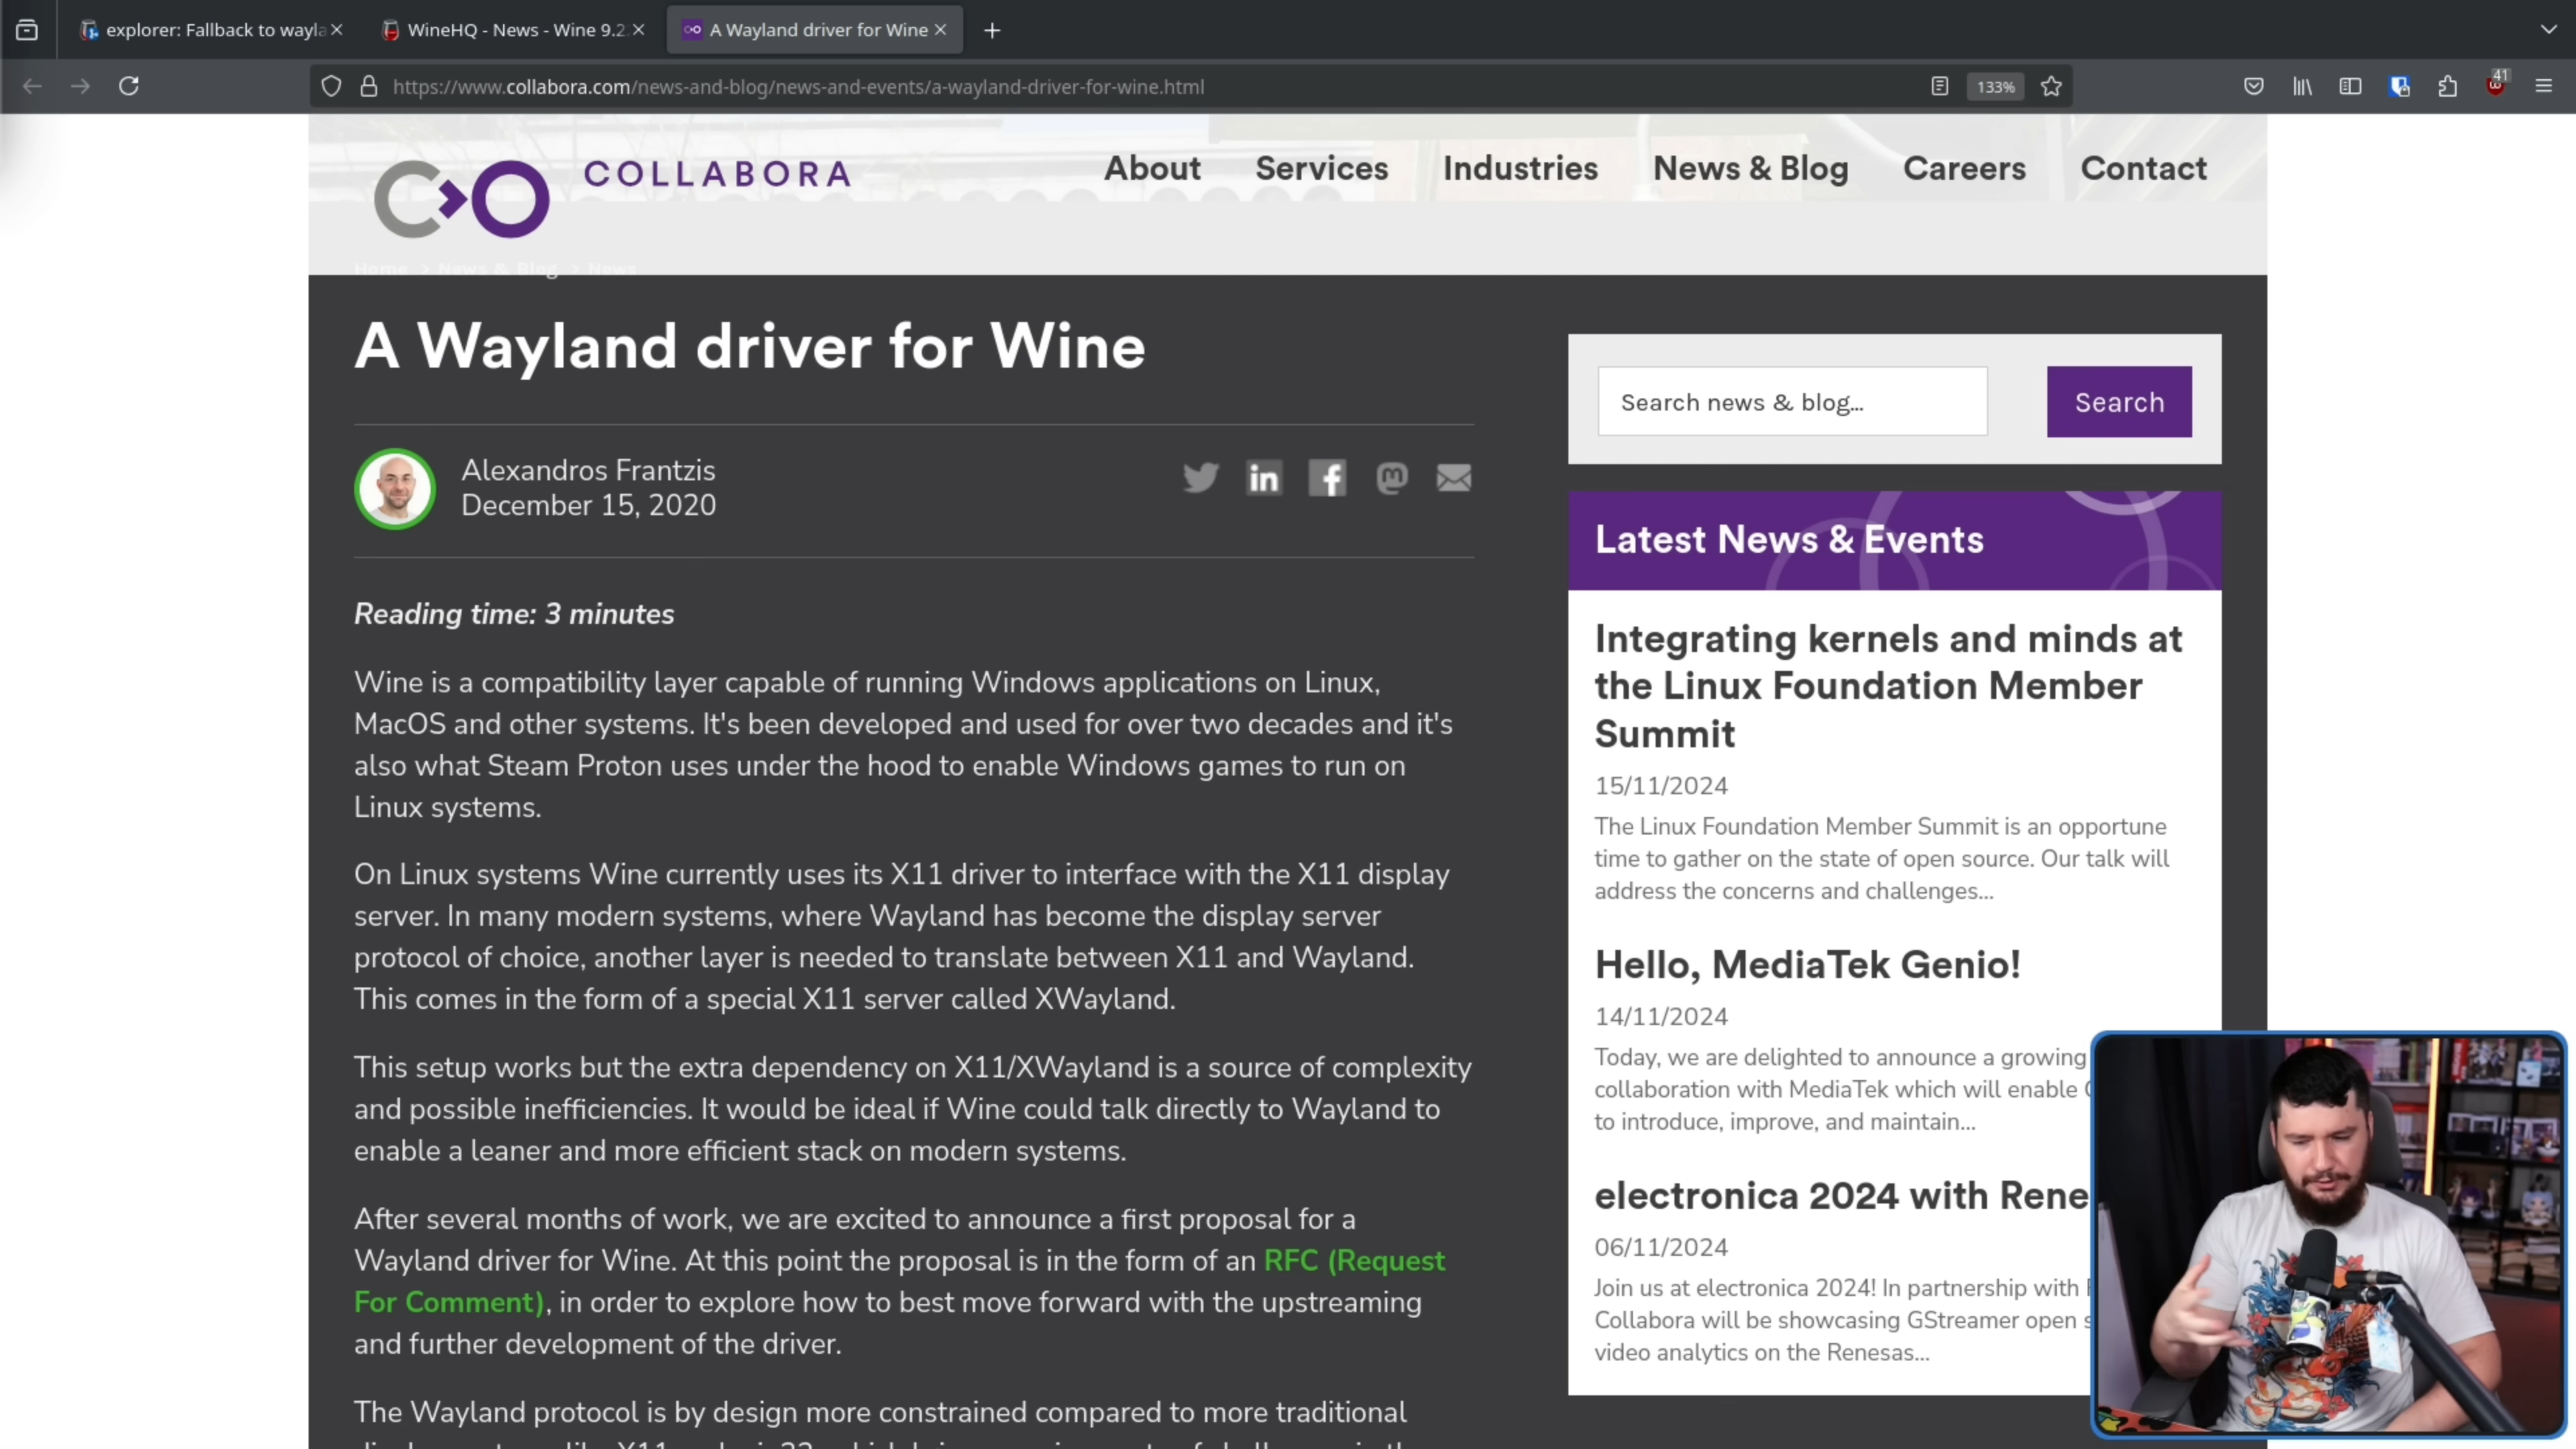 explorer: Fallback to wayla
WineHQ - News - Wine 9.2
A Wayland driver for Wine
https://www.collabora.com/news-and-blog/news-and-events/a-wayland-driver-for-wine.html
133%
41
COLLABORA
About
Services
Industries
News & Blog
Careers
Contact
Home > News & Blog > News
A Wayland driver for Wine
Alexandros Frantzis
December 15, 2020
Reading time: 3 minutes
Wine is a compatibility layer capable of running Windows applications on Linux,
MacOS and other systems. It's been developed and used for over two decades and it's
also what Steam Proton uses under the hood to enable Windows games to run on
Linux systems.
On Linux systems Wine currently uses its X11 driver to interface with the X11 display
server. In many modern systems, where Wayland has become the display server
protocol of choice, another layer is needed to translate between X11 and Wayland.
This comes in the form of a special X11 server called XWayland.
This setup works but the extra dependency on X11/XWayland is a source of complexity
and possible inefficiencies. It would be ideal if Wine could talk directly to Wayland to
enable a leaner and more efficient stack on modern systems.
After several months of work, we are excited to announce a first proposal for a
Wayland driver for Wine. At this point the proposal is in the form of an RFC (Request
For Comment), in order to explore how to best move forward with the upstreaming
and further development of the driver.
The Wayland protocol is by design more constrained compared to more traditional
Search news & blog...
Search
Latest News & Events
Integrating kernels and minds at
the Linux Foundation Member
Summit
15/11/2024
The Linux Foundation Member Summit is an opportune
time to gather on the state of open source. Our talk will
address the concerns and challenges...
Hello, MediaTek Genio!
14/11/2024
Today, we are delighted to announce a growing
collaboration with MediaTek which will enable
to introduce, improve, and maintain...
electronica 2024 with Rene
06/11/2024
Join us at electronica 2024! In partnership with
Collabora will be showcasing GStreamer open s
video analytics on the Renesas...